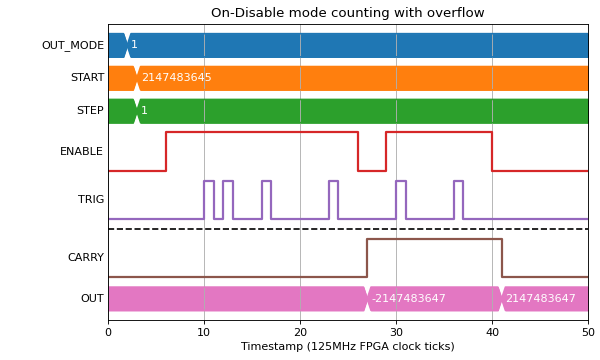 On-Disable mode counting with overflow
OUT_MODE 1
START 2147483645
STEP 1
ENABLE
TRIG
CARRY
OUT -2147483647 2147483647
0 10 20 30 40 50
Timestamp (125MHz FPGA clock ticks)